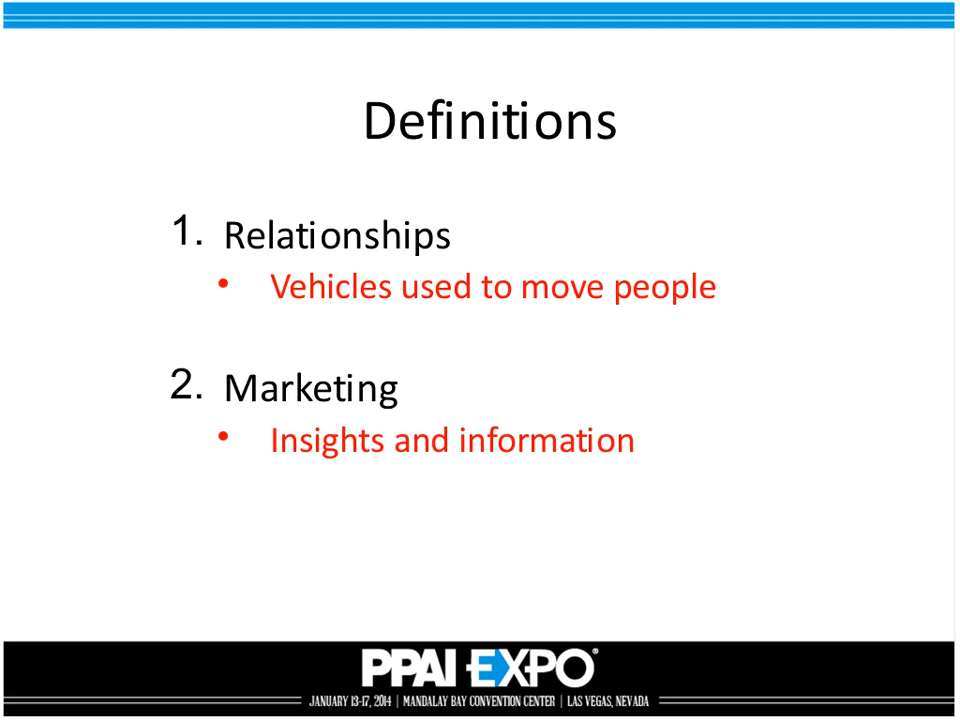 Definitions
1. Relationships
• Vehicles used to move people
2. Marketing
• Insights and information
PPAI EXPO®
JANUARY 13-17, 2014 | MANDALAY BAY CONVENTION CENTER | LAS VEGAS, NEVADA